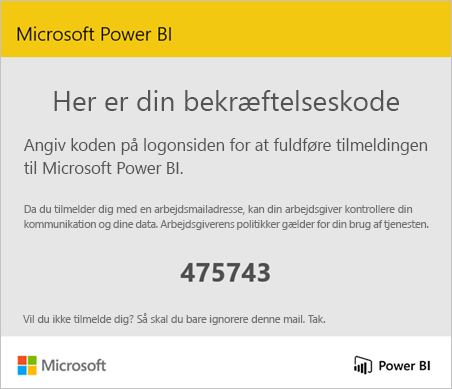 Microsoft Power BI
Her er din bekræftelseskode
Angiv koden på logonsiden for at fuldføre tilmeldingen
til Microsoft Power BI.
Da du tilmelder dig med en arbejdsmailadresse, kan din arbejdsgiver kontrollere din
kommunikation og dine data. Arbejdsgiverens politikker gælder for din brug af tjenesten.
475743
Vil du ikke tilmelde dig? Så skal du bare ignorere denne mail. Tak.
Microsoft
Power BI